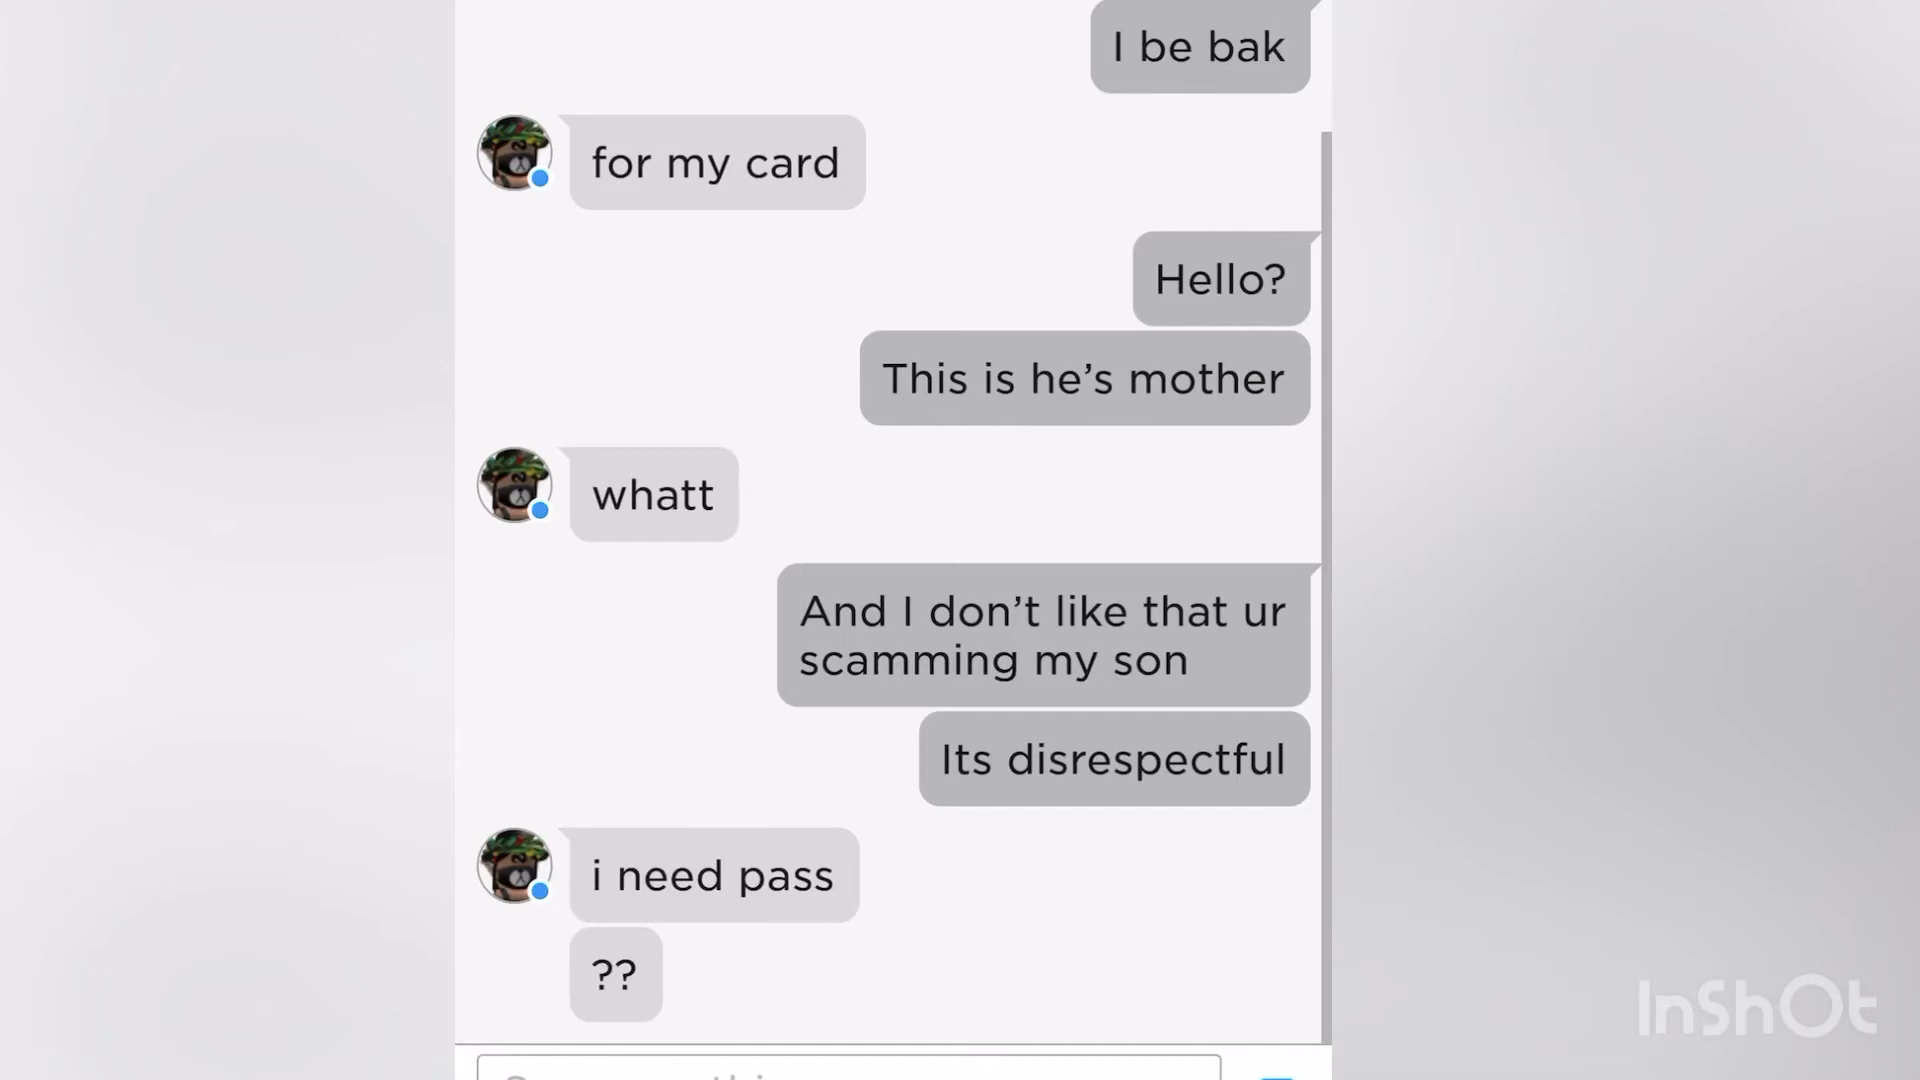 I be bak
for my card
Hello?
This is he’s mother
whatt
And I don’t like that ur
scamming my son
Its disrespectful
i need pass
??
InShOt